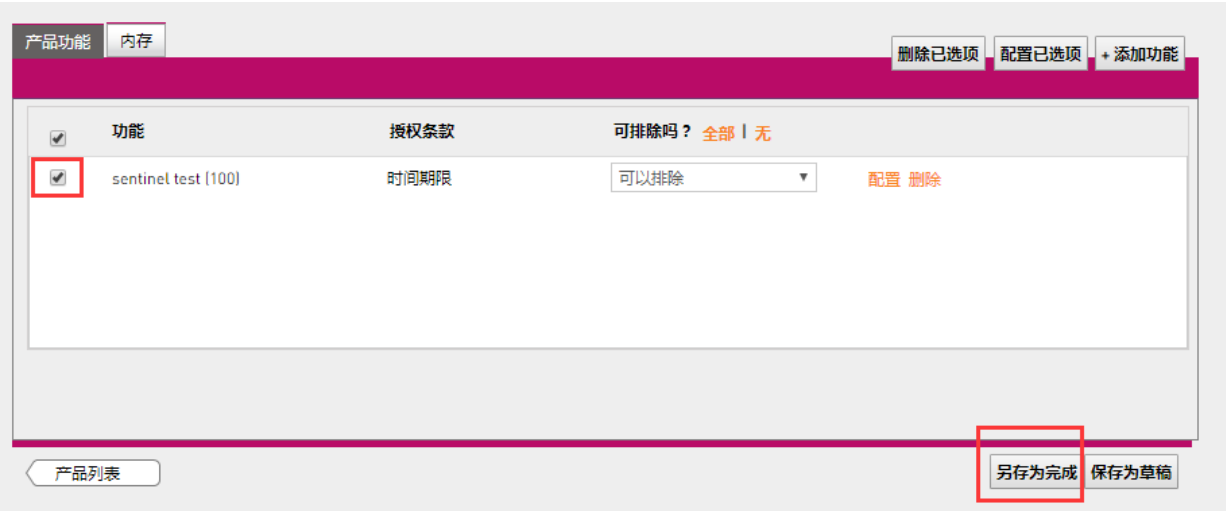 产品功能 内存
删除已选项 配置已选项 + 添加功能
功能 授权条款 可排除吗？ 全部 | 无
sentinel test (100) 时间期限 可以排除 配置 删除
产品列表 另存为完成 保存为草稿